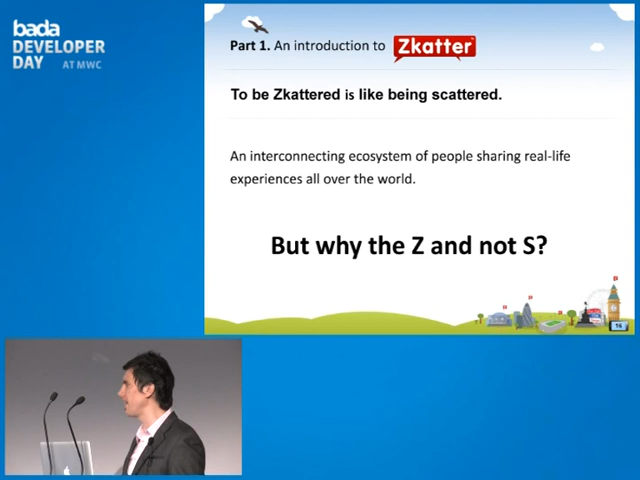 bada
DEVELOPER
DAY AT MWC
Part 1. An introduction to Zkatter
To be Zkattered is like being scattered.
An interconnecting ecosystem of people sharing real-life
experiences all over the world.
But why the Z and not S?
16